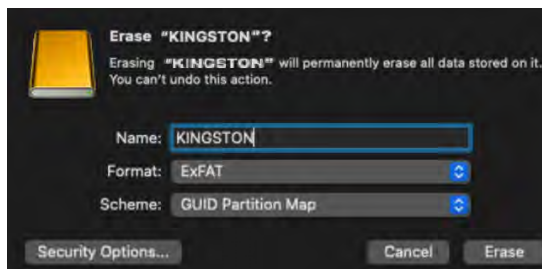 Erase "KINGSTON"?
Erasing "KINGSTON" will permanently erase all data stored on it.
You can't undo this action.
Name: KINGSTON
Format: ExFAT
Scheme: GUID Partition Map
Security Options... Cancel Erase